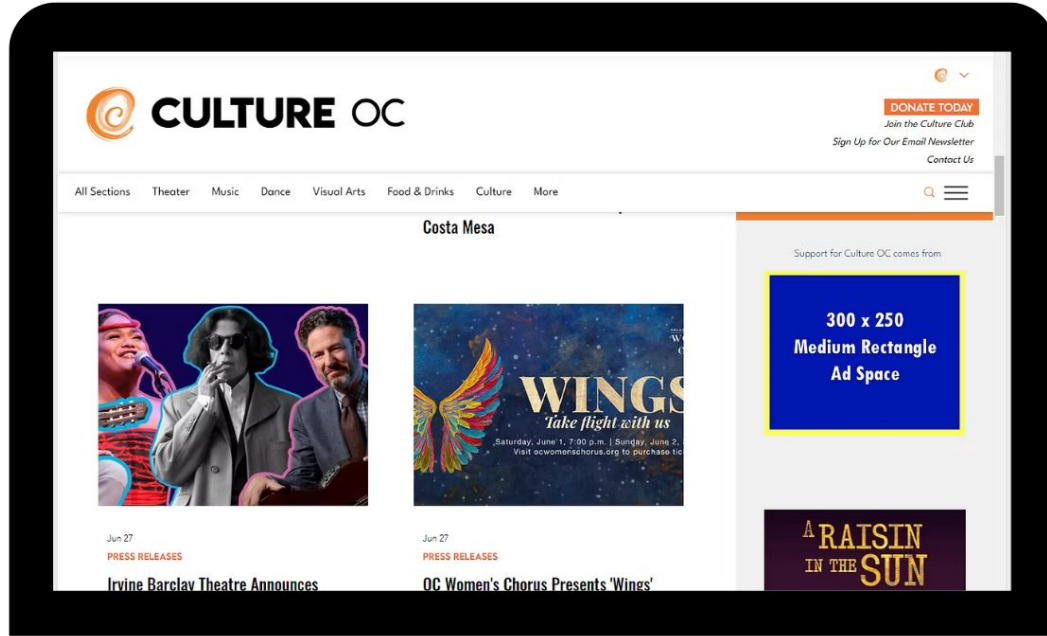 CULTURE OC
DONATE TODAY
Join the Culture Club
Sign Up for Our Email Newsletter
Contact Us
All Sections Theater Music Dance Visual Arts Food & Drinks Culture More
Costa Mesa
Support for Culture OC comes from
300 x 250
Medium Rectangle
Ad Space
WINGS
Take flight with us
Saturday, June 1, 7:00 p.m. | Sunday, June 2,
Visit ocwomenschorus.org to purchase tic
A RAISIN
IN THE SUN
Jun 27
PRESS RELEASES
Irvine Barclay Theatre Announces
Jun 27
PRESS RELEASES
OC Women's Chorus Presents 'Wings'